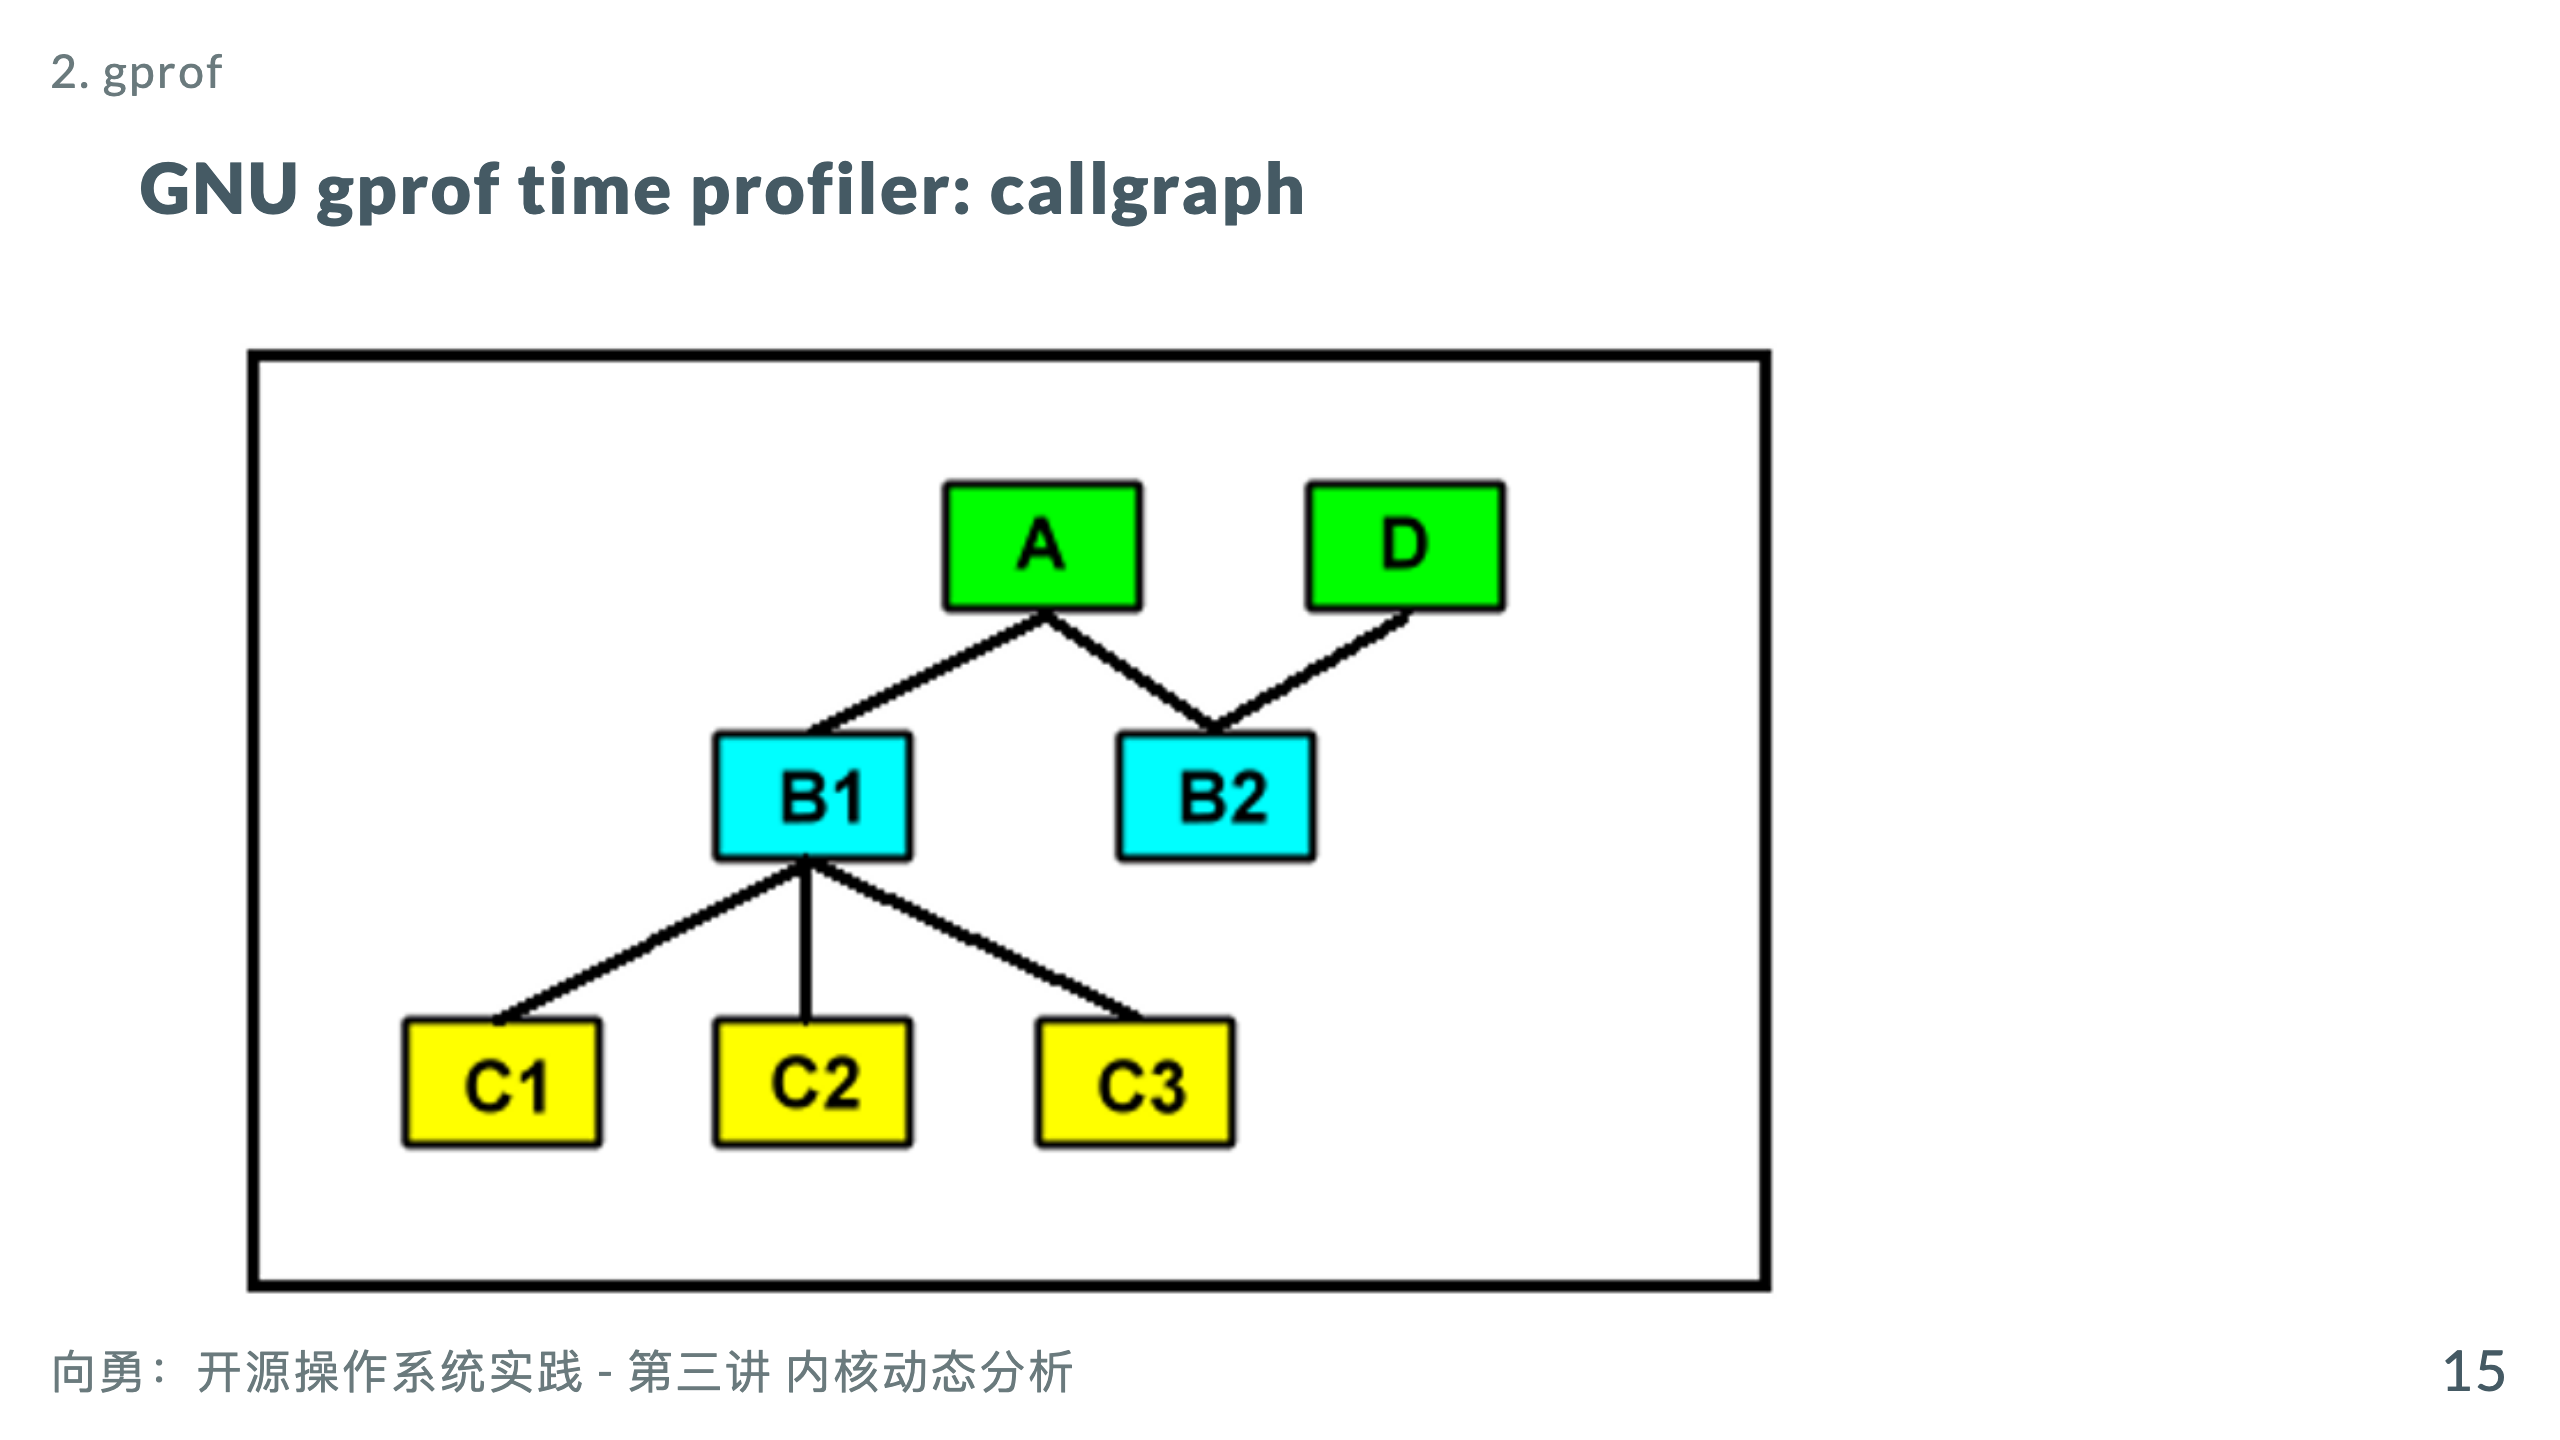 2. gprof
GNU gprof time profiler: callgraph
A D
B1 B2
C1 C2 C3
向勇：开源操作系统实践 - 第三讲 内核动态分析
15